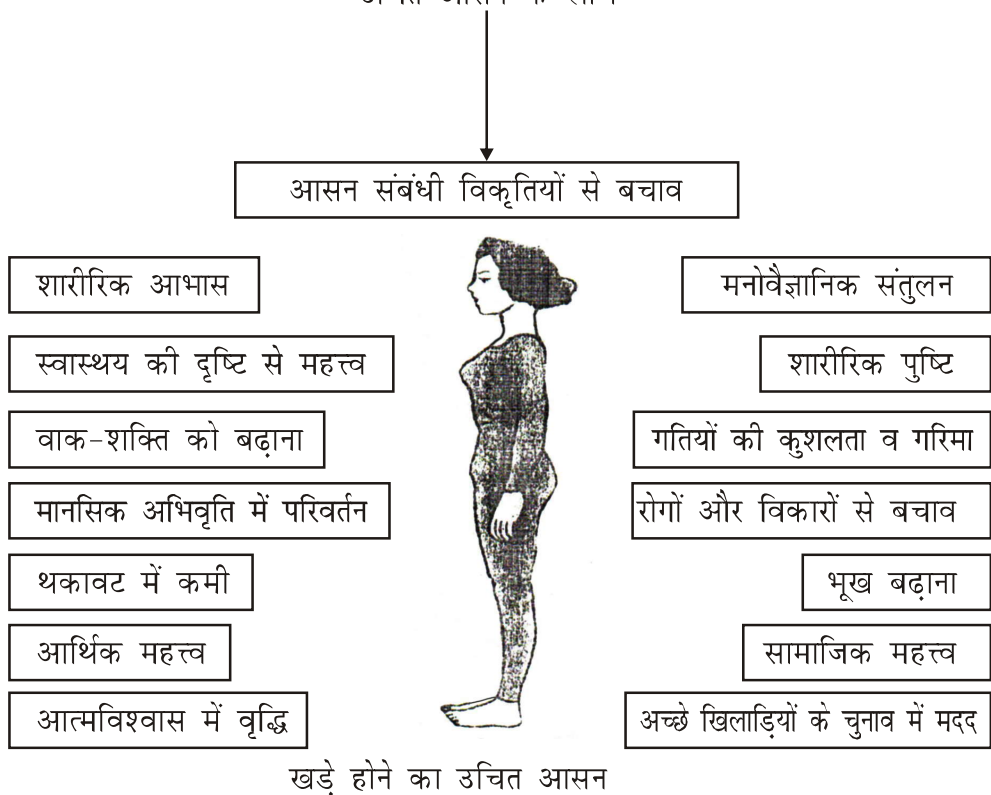 आसन संबंधी विकृतियों से बचाव
शारीरिक आभास
मनोवैज्ञानिक संतुलन
स्वास्थय की दृष्टि से महत्त्व
शारीरिक पुष्टि
वाक-शक्ति को बढ़ाना
गतियों की कुशलता व गरिमा
मानसिक अभिवृति में परिवर्तन
रोगों और विकारों से बचाव
थकावट में कमी
भूख बढ़ाना
आर्थिक महत्त्व
सामाजिक महत्त्व
आत्मविश्वास में वृद्धि
अच्छे खिलाड़ियों के चुनाव में मदद
खड़े होने का उचित आसन